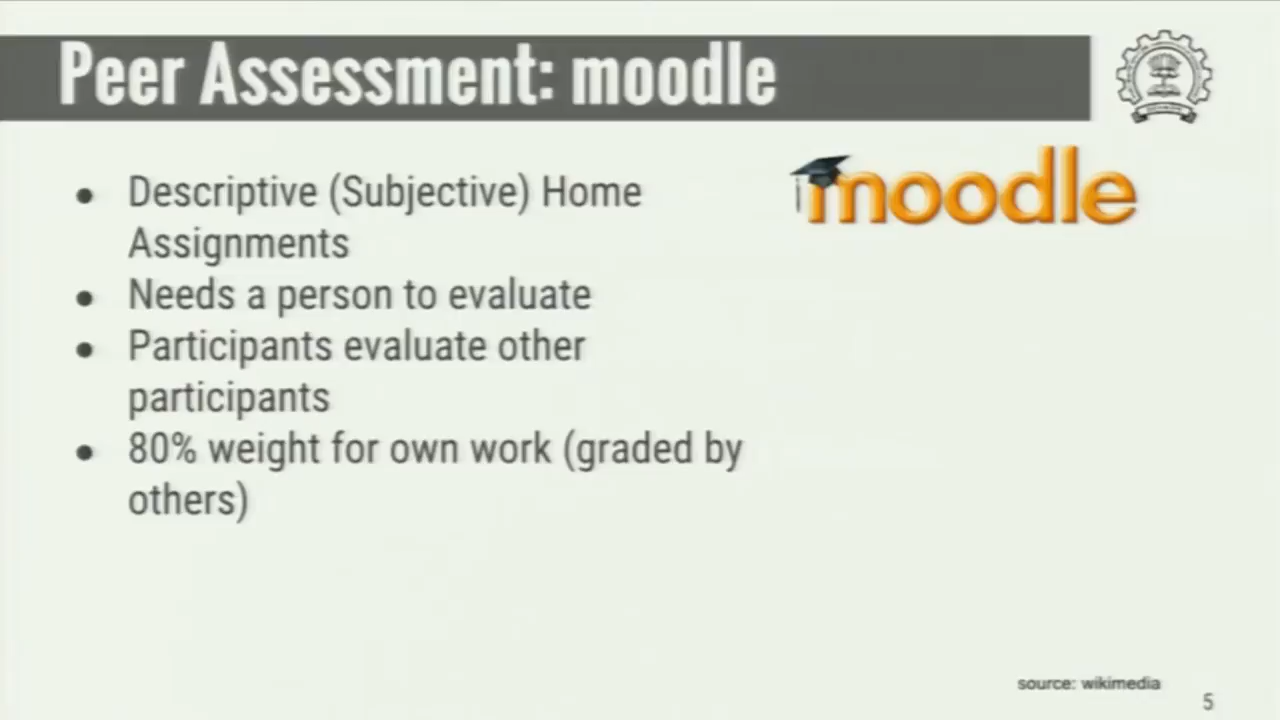 Peer Assessment: moodle
moodle
● Descriptive (Subjective) Home
Assignments
● Needs a person to evaluate
● Participants evaluate other
participants
● 80% weight for own work (graded by
others)
source: wikimedia
5